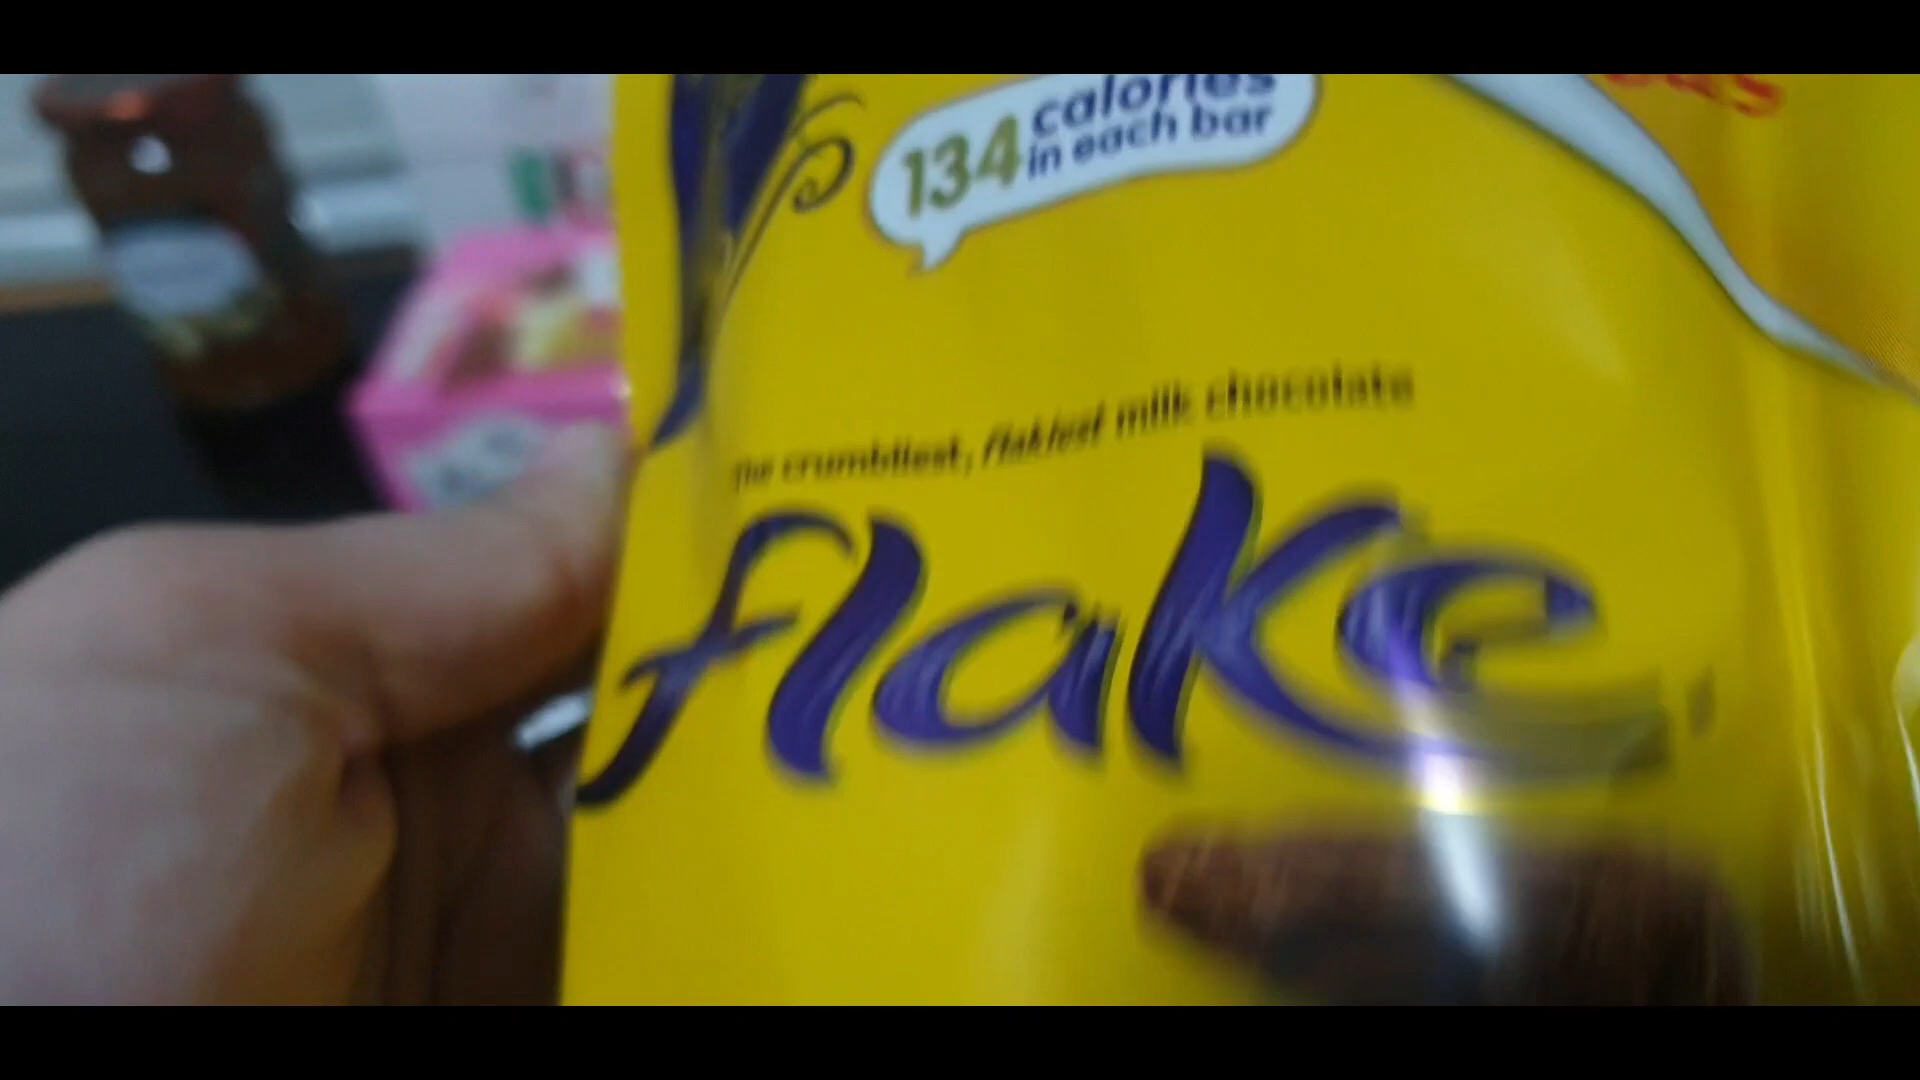 134 calories
in each bar
The crumbliest, flakiest milk chocolate
flake